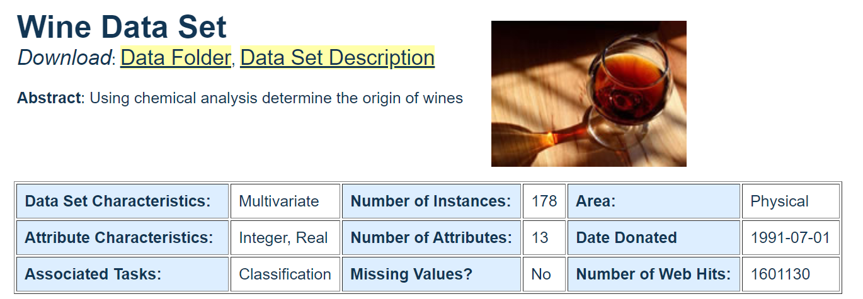 Wine Data Set
Download: Data Folder, Data Set Description
Abstract: Using chemical analysis determine the origin of wines
Data Set Characteristics: Multivariate Number of Instances: 178 Area: Physical
Attribute Characteristics: Integer, Real Number of Attributes: 13 Date Donated 1991-07-01
Associated Tasks: Classification Missing Values? No Number of Web Hits: 1601130